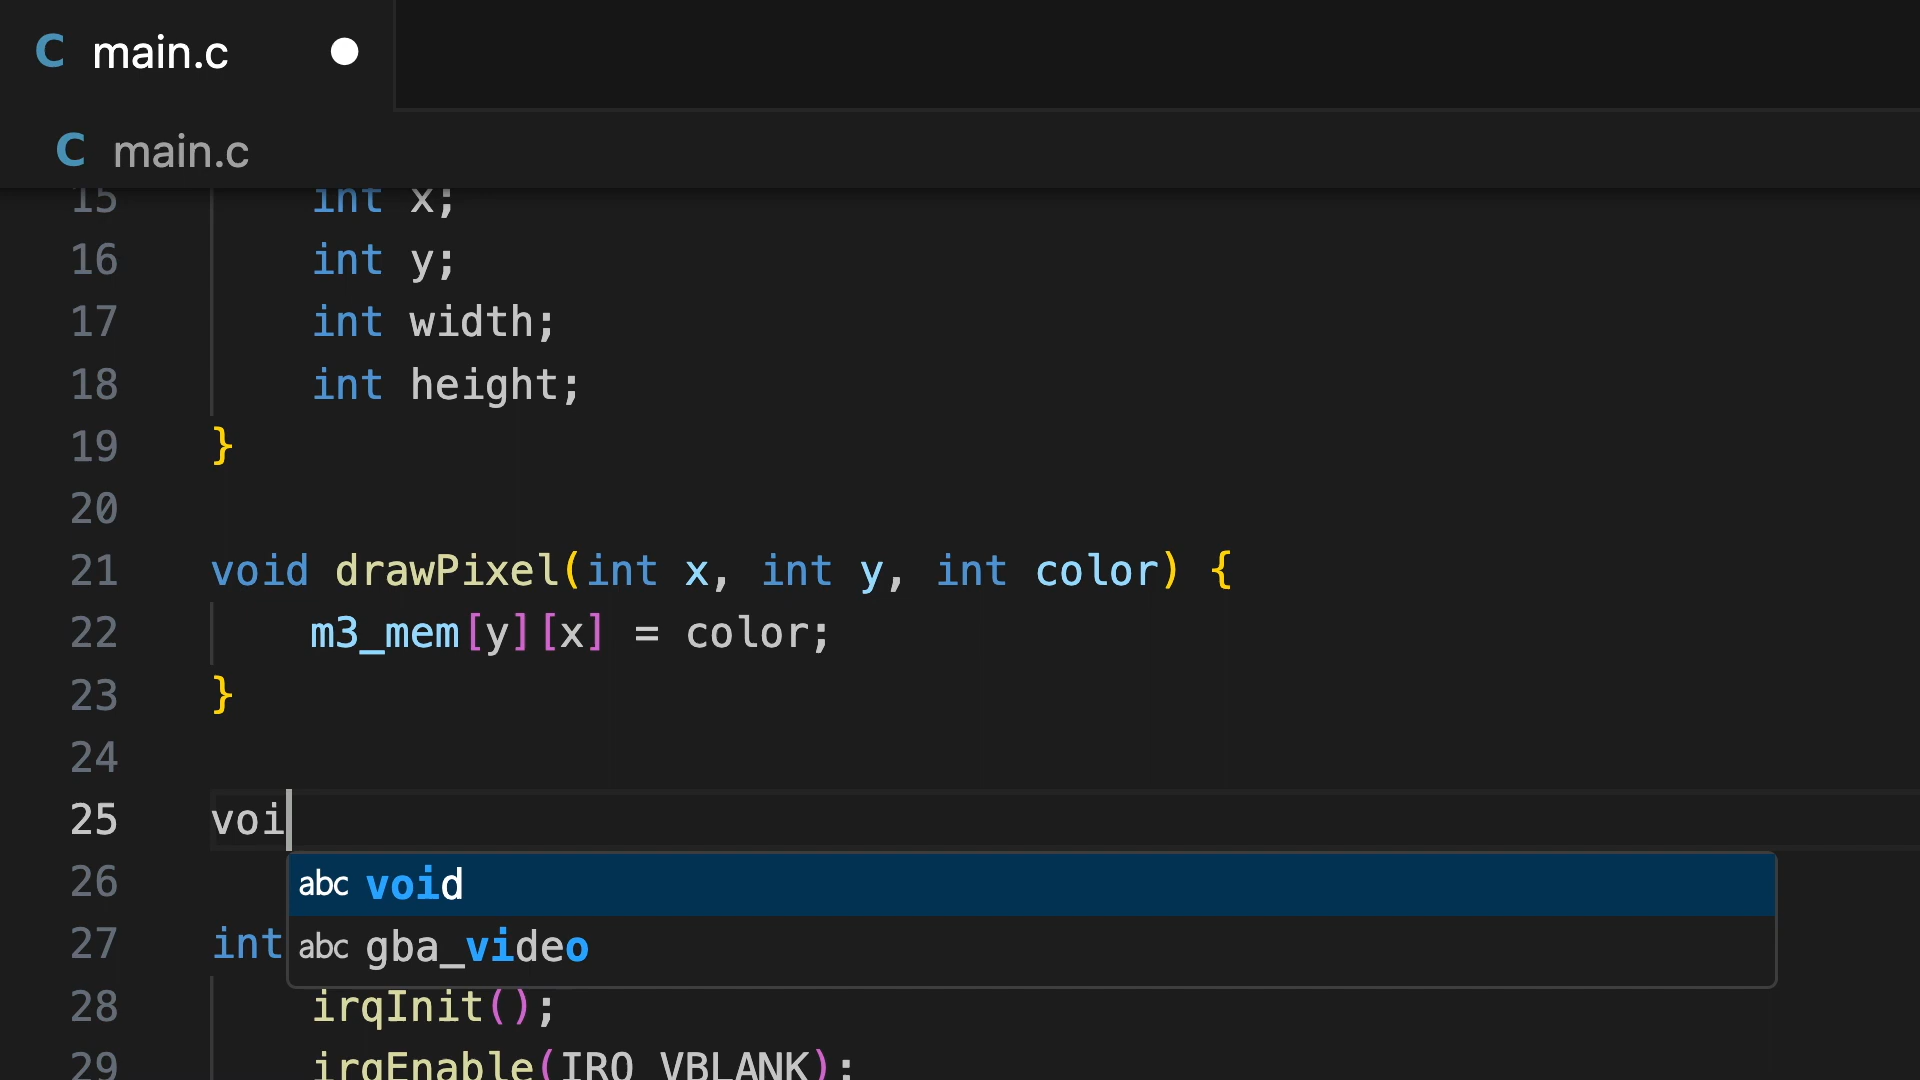 C main.c
C main.c
15 int x;
16 int y;
17 int width;
18 int height;
19 }
20
21 void drawPixel(int x, int y, int color) {
22 m3_mem[y][x] = color;
23 }
24
25 voi
abc void
abc gba_video
26
27 int
28 irqInit();
29 irqEnable(IRQ_VBLANK);